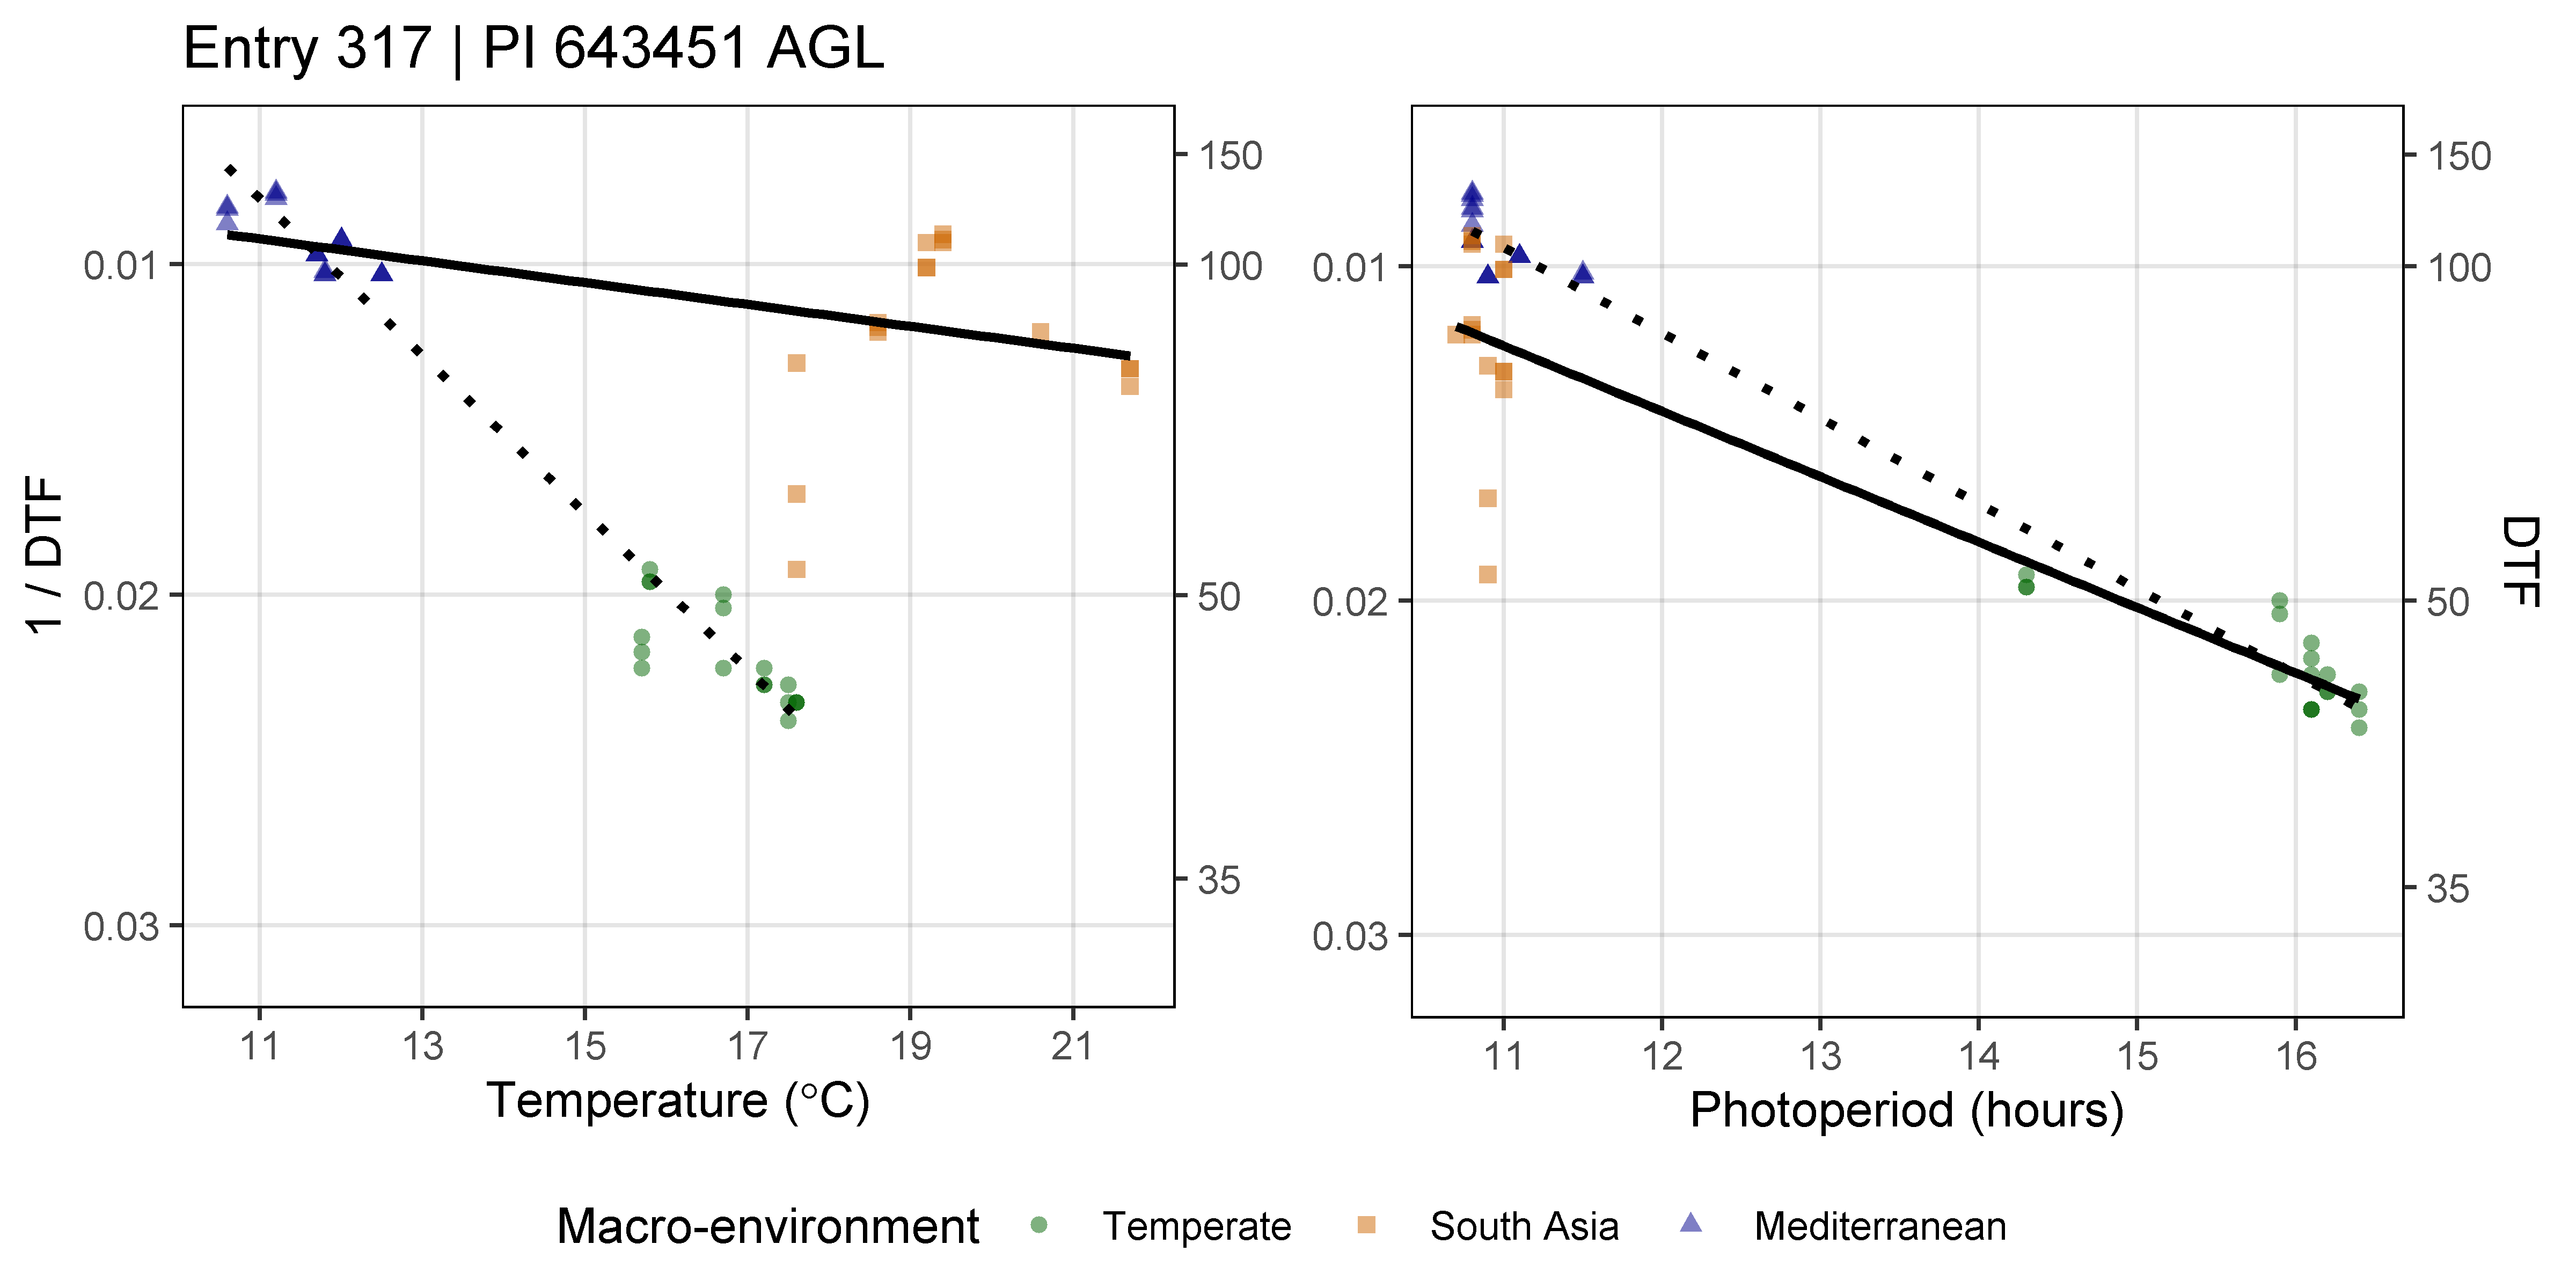 Entry 317 | PI 643451 AGL
1 / DTF
0.01
0.02
0.03
150
100
50
35
11 13 15 17 19 21
Temperature (°C)
0.01
0.02
0.03
150
100
50
35
DTF
11 12 13 14 15 16
Photoperiod (hours)
Macro-environment Temperate South Asia Mediterranean